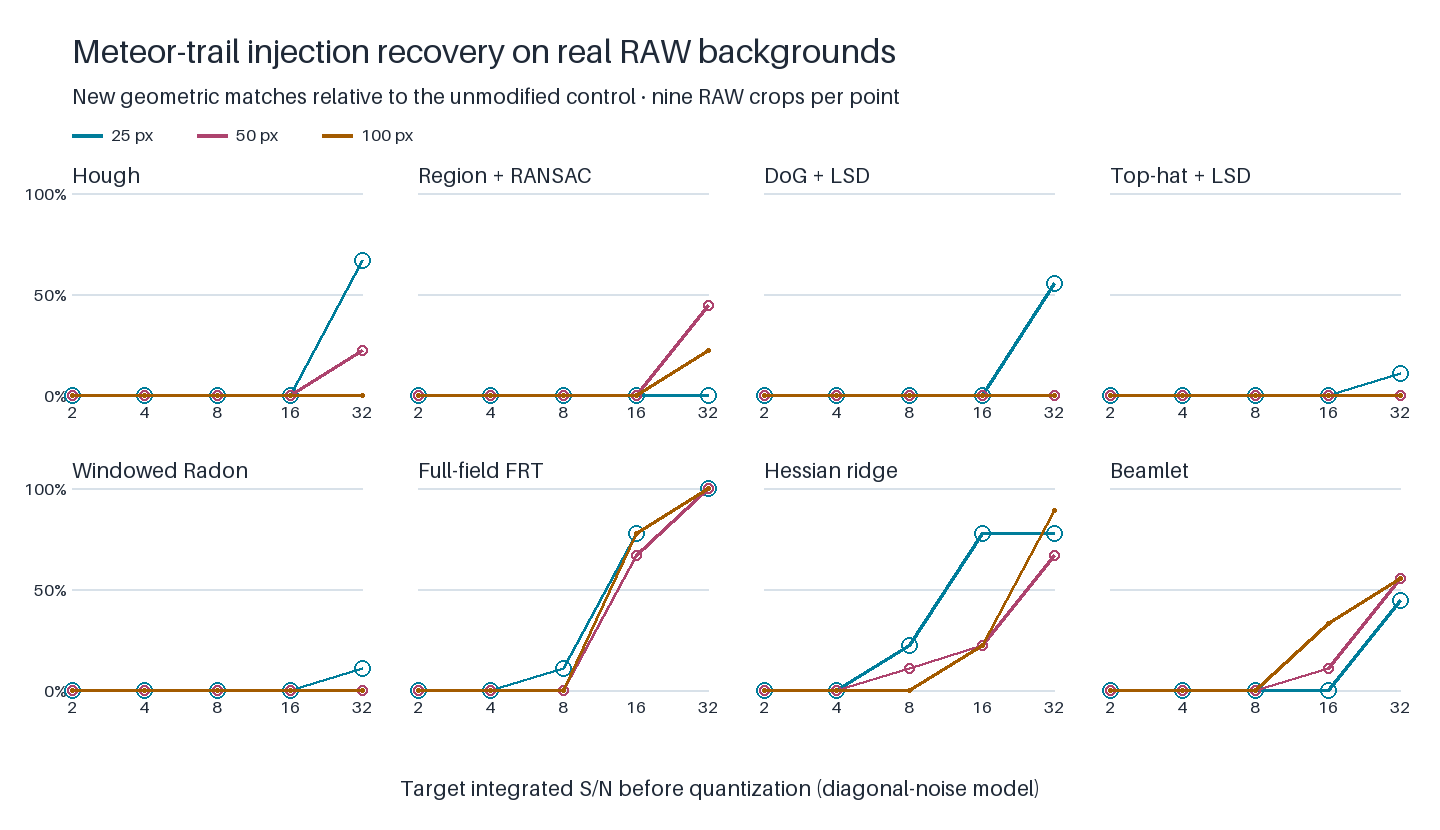 Meteor-trail injection recovery on real RAW backgrounds
New geometric matches relative to the unmodified control · nine RAW crops per point
25 px 50 px 100 px
Hough Region + RANSAC DoG + LSD Top-hat + LSD
100%
50%
0%
2 4 8 16 32 2 4 8 16 32 2 4 8 16 32 2 4 8 16 32
Windowed Radon Full-field FRT Hessian ridge Beamlet
100%
50%
0%
2 4 8 16 32 2 4 8 16 32 2 4 8 16 32 2 4 8 16 32
Target integrated S/N before quantization (diagonal-noise model)